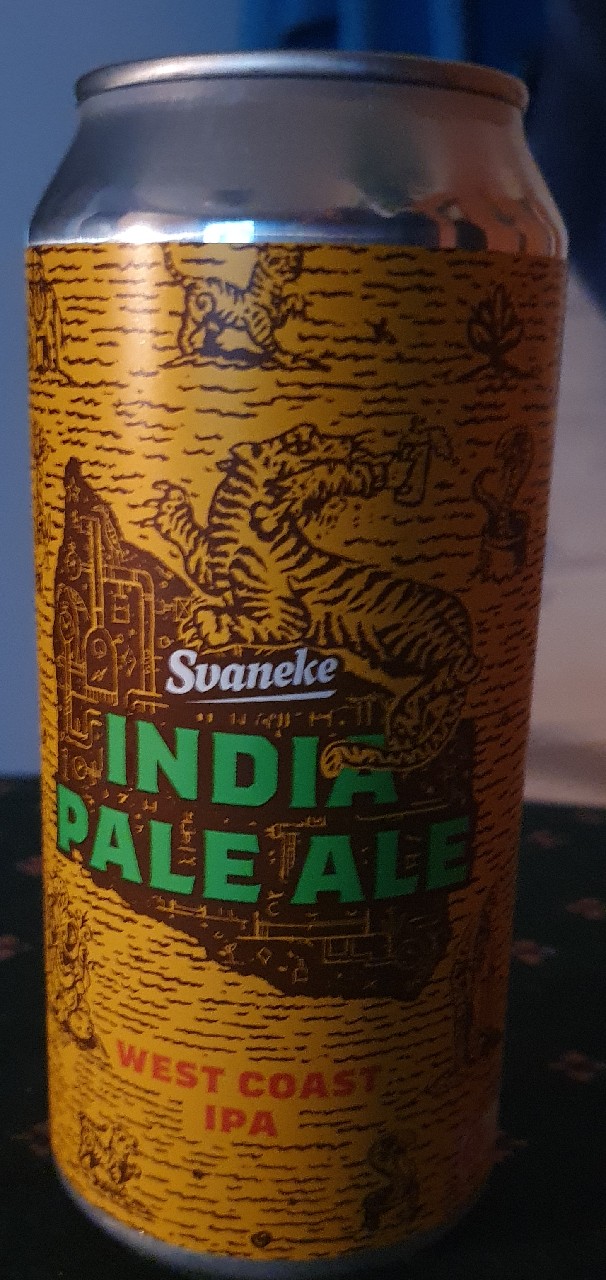 Svaneke
INDIA
PALE ALE
WEST COAST
IPA